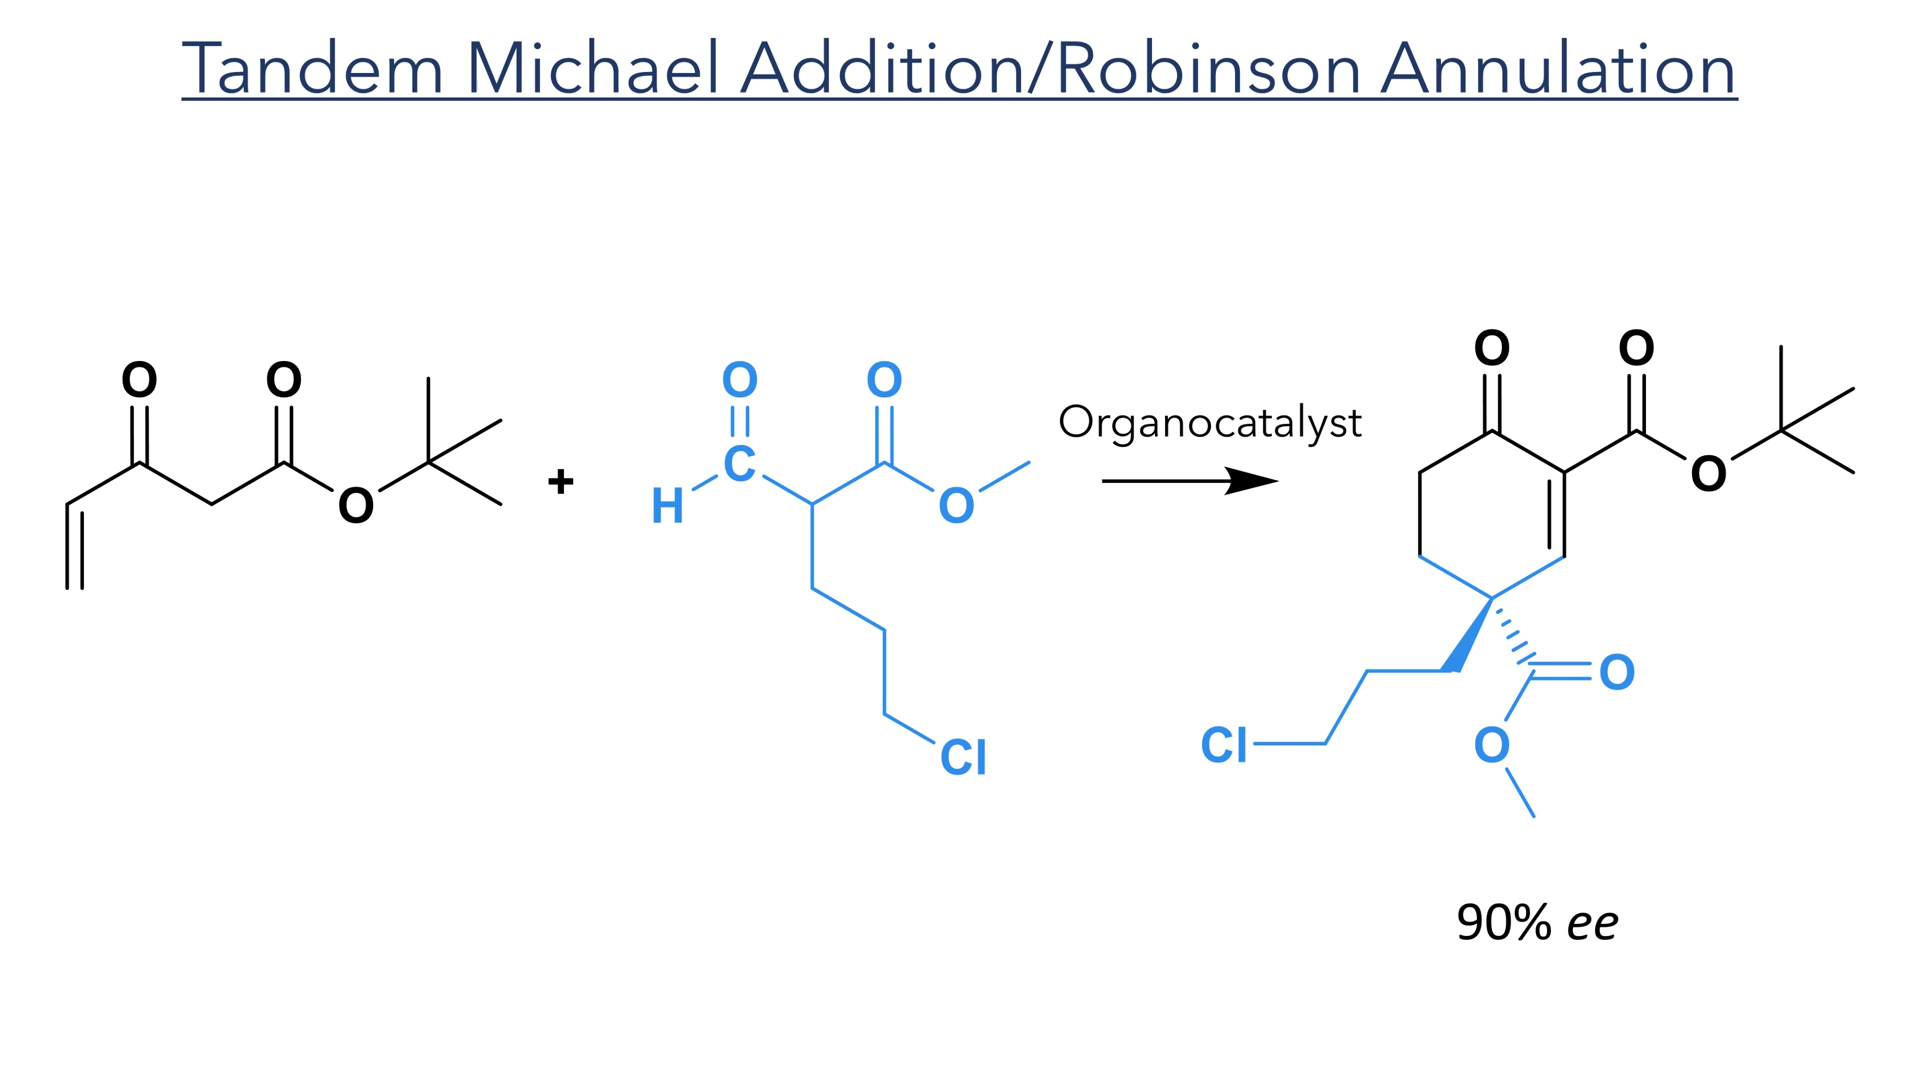 Tandem Michael Addition/Robinson Annulation
O O O
+
O O H C O Cl
Organocatalyst
O O O
Cl O O
90% ee